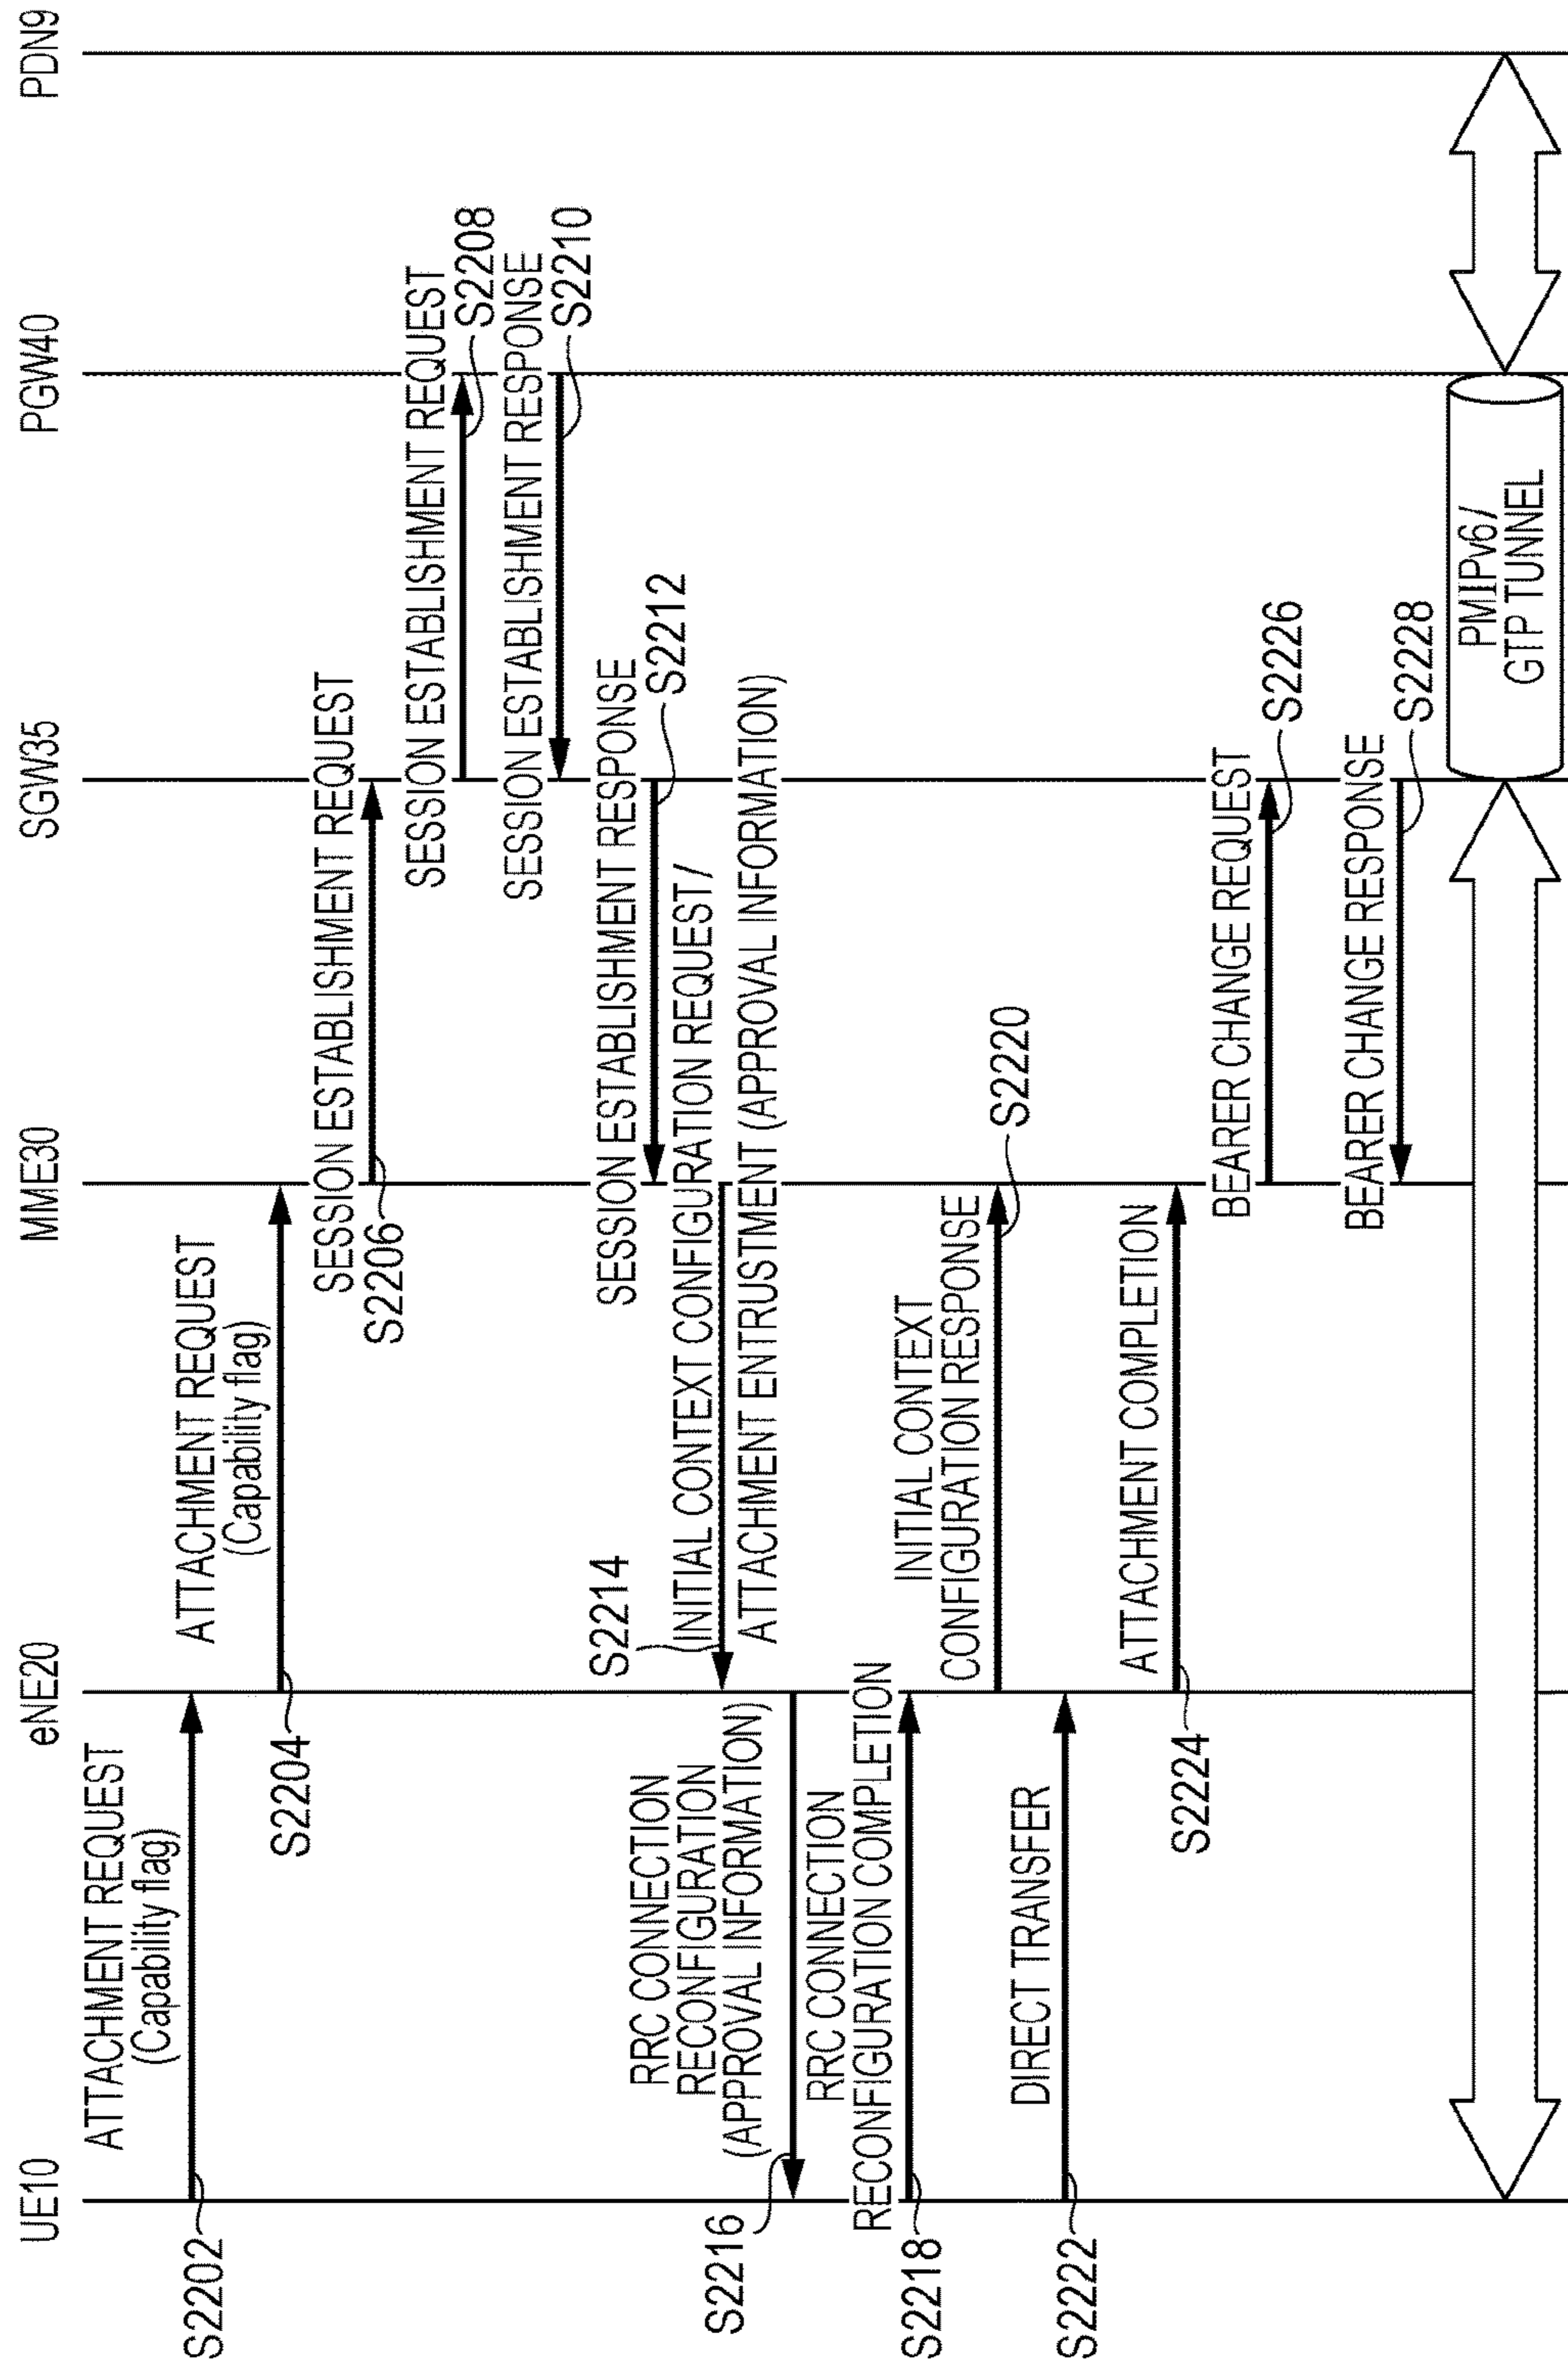 UE10
eNE20
MME30
SGW35
PGW40
PDN9
ATTACHMENT REQUEST
(Capability flag)
S2202
ATTACHMENT REQUEST
(Capability flag)
S2204
SESSION ESTABLISHMENT REQUEST
S2206
SESSION ESTABLISHMENT REQUEST
S2208
SESSION ESTABLISHMENT RESPONSE
S2210
SESSION ESTABLISHMENT RESPONSE
S2212
S2214
INITIAL CONTEXT CONFIGURATION REQUEST/
ATTACHMENT ENTRUSTMENT (APPROVAL INFORMATION)
RRC CONNECTION
RECONFIGURATION
(APPROVAL INFORMATION)
S2216
RRC CONNECTION
RECONFIGURATION COMPLETION
S2218
INITIAL CONTEXT
CONFIGURATION RESPONSE
S2220
DIRECT TRANSFER
S2222
ATTACHMENT COMPLETION
S2224
BEARER CHANGE REQUEST
S2226
BEARER CHANGE RESPONSE
S2228
PMIPv6/
GTP TUNNEL